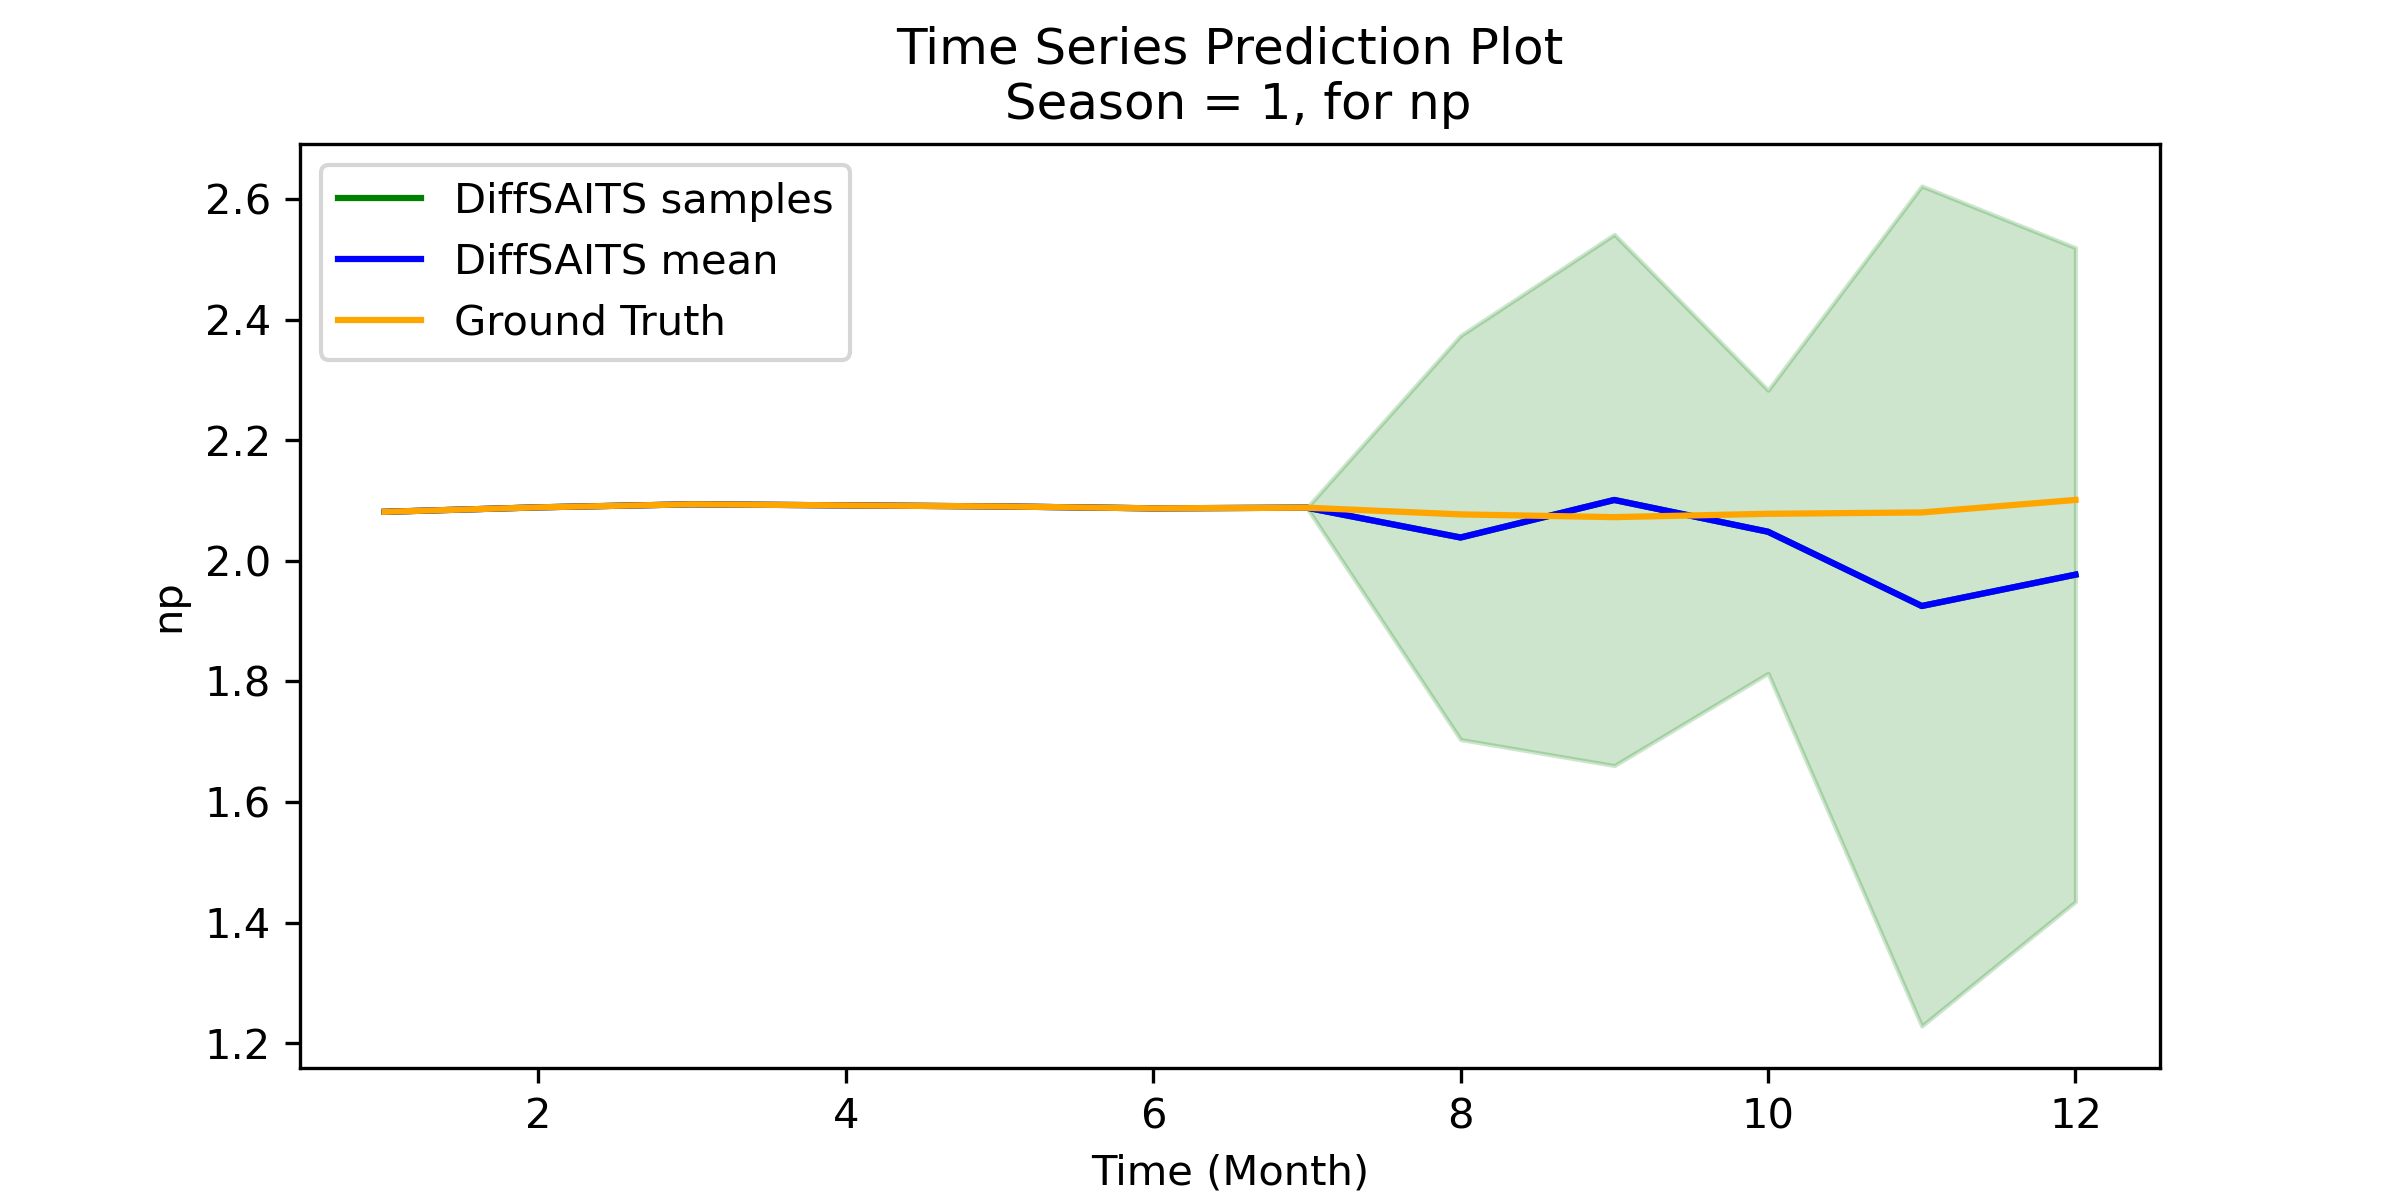 Time Series Prediction Plot
Season = 1, for np
DiffSAITS samples
DiffSAITS mean
Ground Truth
2.6
2.4
2.2
2.0
1.8
1.6
1.4
1.2
np
2 4 6 8 10 12
Time (Month)